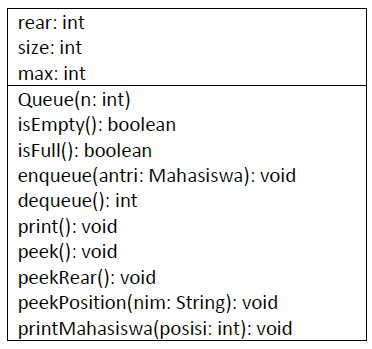 rear: int
size: int
max: int
Queue(n: int)
isEmpty(): boolean
isFull(): boolean
enqueue(antri: Mahasiswa): void
dequeue(): int
print(): void
peek(): void
peekRear(): void
peekPosition(nim: String): void
printMahasiswa(posisi: int): void